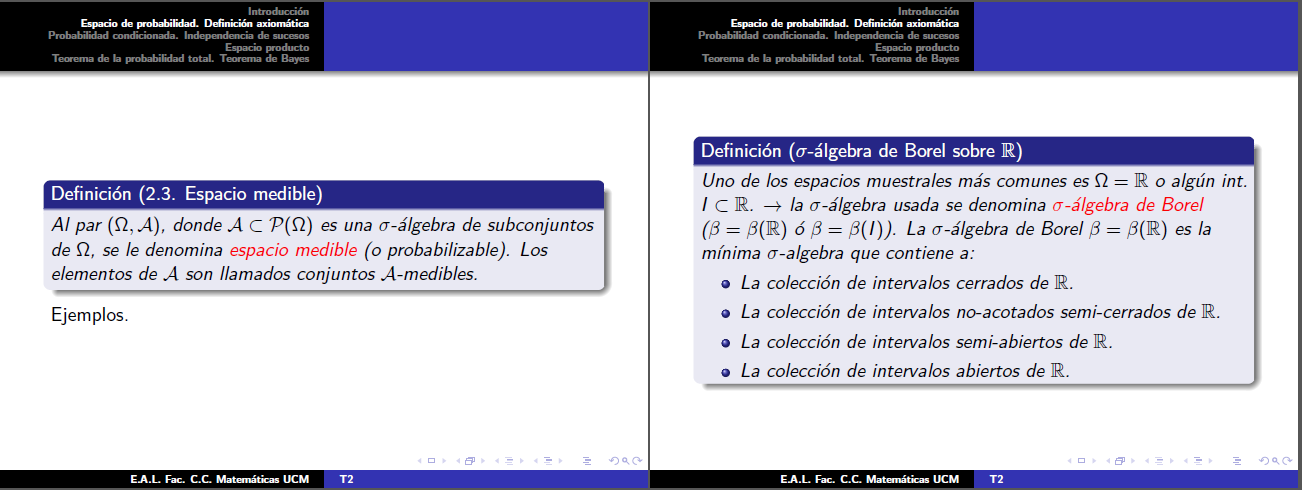 Introducción
Espacio de probabilidad. Definición axiomática
Probabilidad condicionada. Independencia de sucesos
Espacio producto
Teorema de la probabilidad total. Teorema de Bayes
Definición (2.3. Espacio medible)
Al par (Ω, 𝒜), donde 𝒜 ⊂ 𝒫(Ω) es una σ-álgebra de subconjuntos
de Ω, se le denomina espacio medible (o probabilizable). Los
elementos de 𝒜 son llamados conjuntos 𝒜-medibles.
Ejemplos.
E.A.L. Fac. C.C. Matemáticas UCM T2
Introducción
Espacio de probabilidad. Definición axiomática
Probabilidad condicionada. Independencia de sucesos
Espacio producto
Teorema de la probabilidad total. Teorema de Bayes
Definición (σ-álgebra de Borel sobre ℝ)
Uno de los espacios muestrales más comunes es Ω = ℝ o algún int.
I ⊂ ℝ. → la σ-álgebra usada se denomina σ-álgebra de Borel
(β = β(ℝ) ó β = β(I)). La σ-álgebra de Borel β = β(ℝ) es la
mínima σ-algebra que contiene a:
La colección de intervalos cerrados de ℝ.
La colección de intervalos no-acotados semi-cerrados de ℝ.
La colección de intervalos semi-abiertos de ℝ.
La colección de intervalos abiertos de ℝ.
E.A.L. Fac. C.C. Matemáticas UCM T2